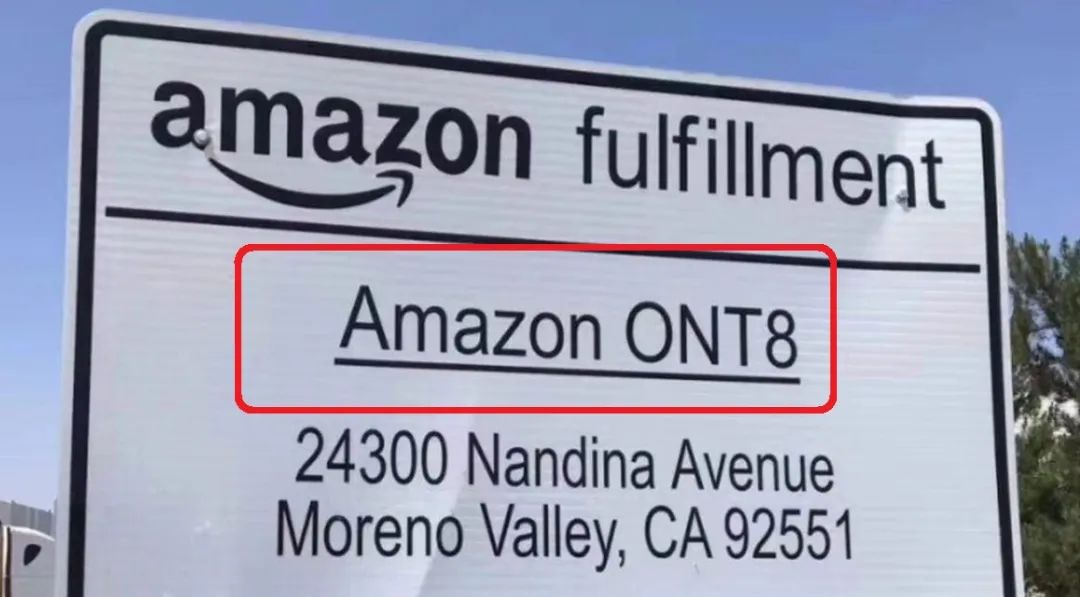 amazon fulfillment
Amazon ONT8
24300 Nandina Avenue
Moreno Valley, CA 92551